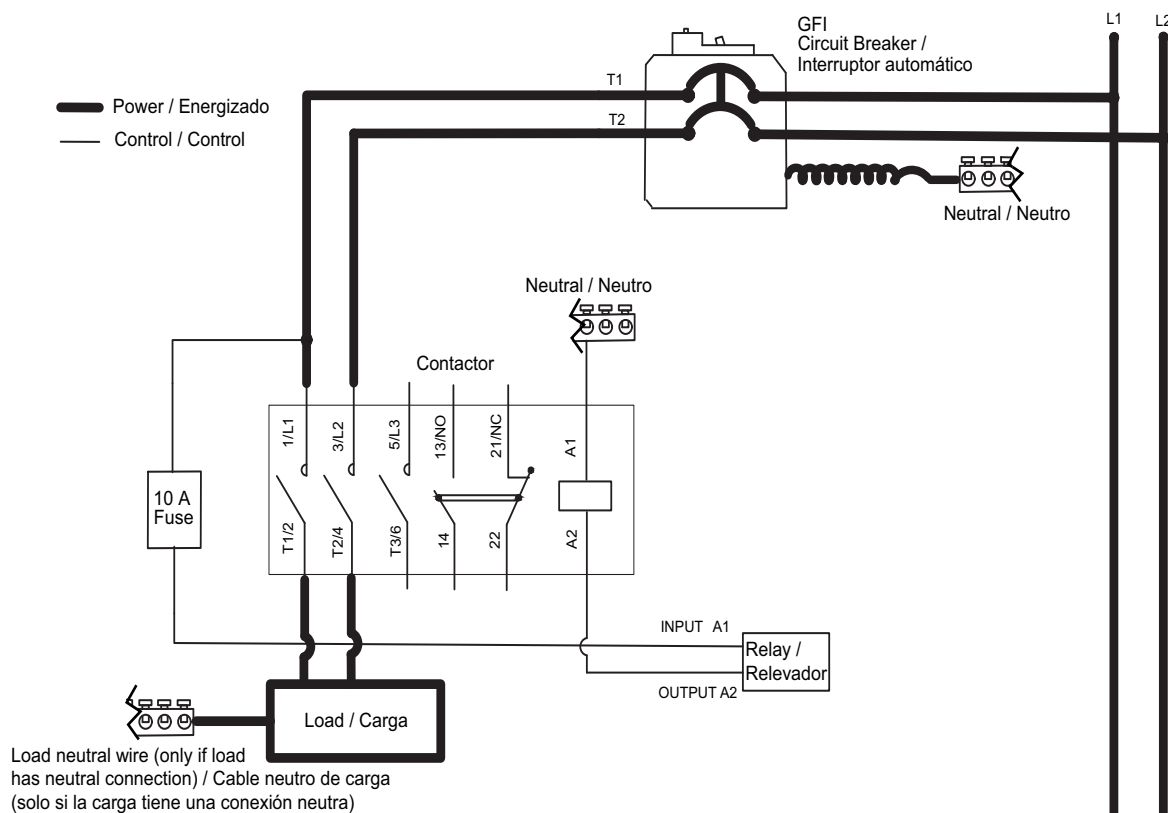 L1
L2
GFI
Circuit Breaker /
Interruptor automático
T1
Power / Energizado
T2
Control / Control
Neutral / Neutro
Neutral / Neutro
Contactor
1/L1
3/L2
5/L3
13/NO
21/NC
A1
10 A
Fuse
T1/2
T2/4
T3/6
14
22
A2
INPUT A1
Relay /
Relevador
OUTPUT A2
Load / Carga
Load neutral wire (only if load
has neutral connection) / Cable neutro de carga
(solo si la carga tiene una conexión neutra)